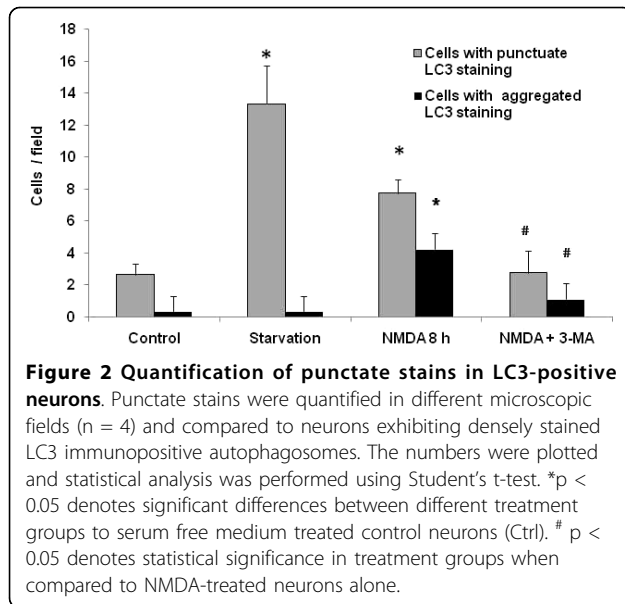 18
16
14
12
10
8
6
4
2
0
Cells / field
*
*
*
#
#
Cells with punctuate
LC3 staining
Cells with aggregated
LC3 staining
Control
Starvation
NMDA 8 h
NMDA + 3-MA
Figure 2 Quantification of punctate stains in LC3-positive
neurons. Punctate stains were quantified in different microscopic
fields (n = 4) and compared to neurons exhibiting densely stained
LC3 immunopositive autophagosomes. The numbers were plotted
and statistical analysis was performed using Student's t-test. *p <
0.05 denotes significant differences between different treatment
groups to serum free medium treated control neurons (Ctrl). # p <
0.05 denotes statistical significance in treatment groups when
compared to NMDA-treated neurons alone.